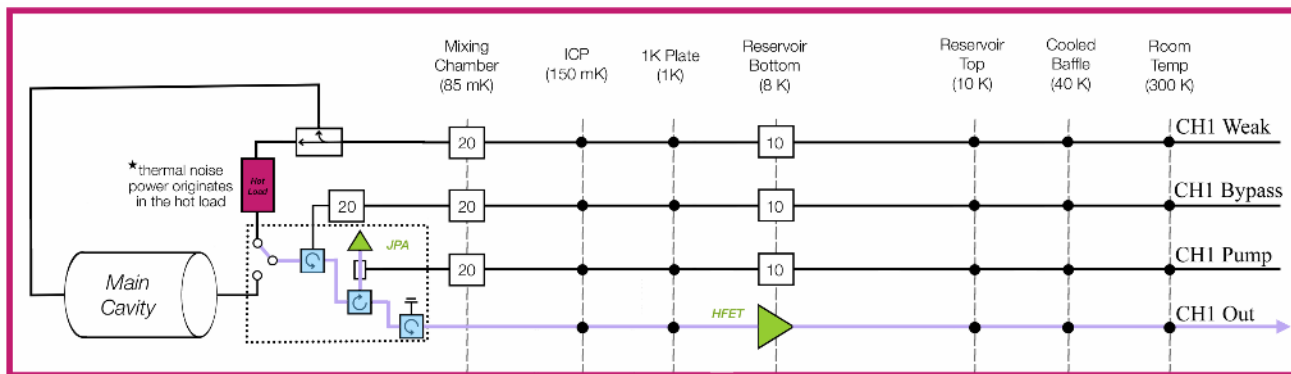 Mixing
Chamber
(85 mK)
ICP
(150 mK)
1K Plate
(1K)
Reservoir
Bottom
(8 K)
Reservoir
Top
(10 K)
Cooled
Baffle
(40 K)
Room
Temp
(300 K)
CH1 Weak
20
10
★thermal noise
power originates
in the hot load
Hot
Load
CH1 Bypass
20
20
10
JPA
CH1 Pump
20
10
Main
Cavity
HFET
CH1 Out